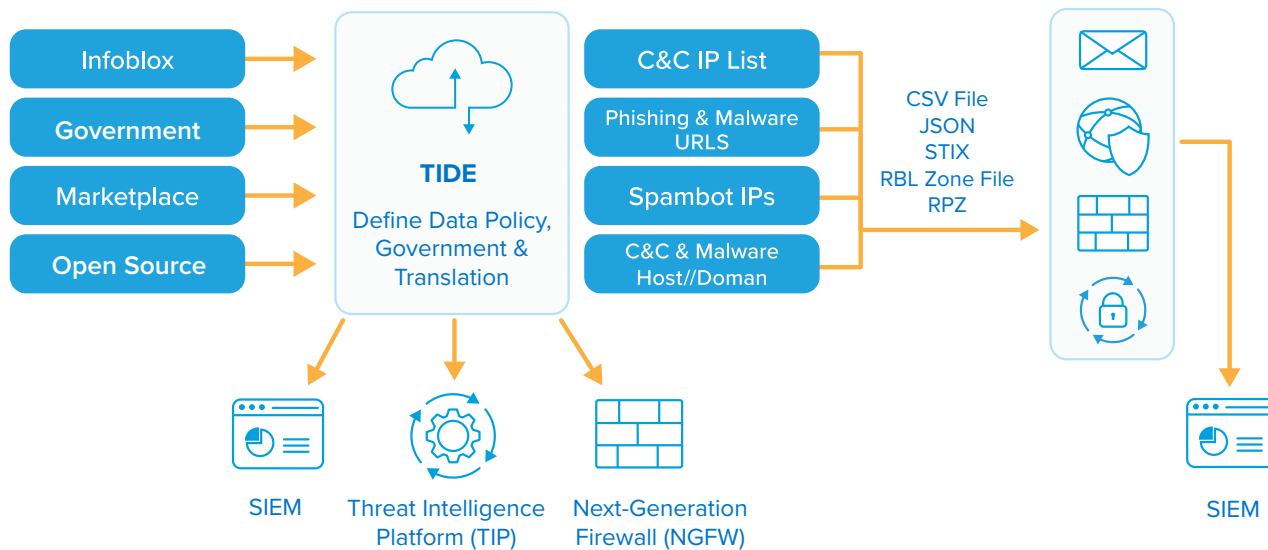 Infoblox
Government
Marketplace
Open Source
TIDE
Define Data Policy,
Government &
Translation
C&C IP List
Phishing & Malware
URLS
Spambot IPs
C&C & Malware
Host//Doman
CSV File
JSON
STIX
RBL Zone File
RPZ
SIEM
Threat Intelligence
Platform (TIP)
Next-Generation
Firewall (NGFW)
SIEM